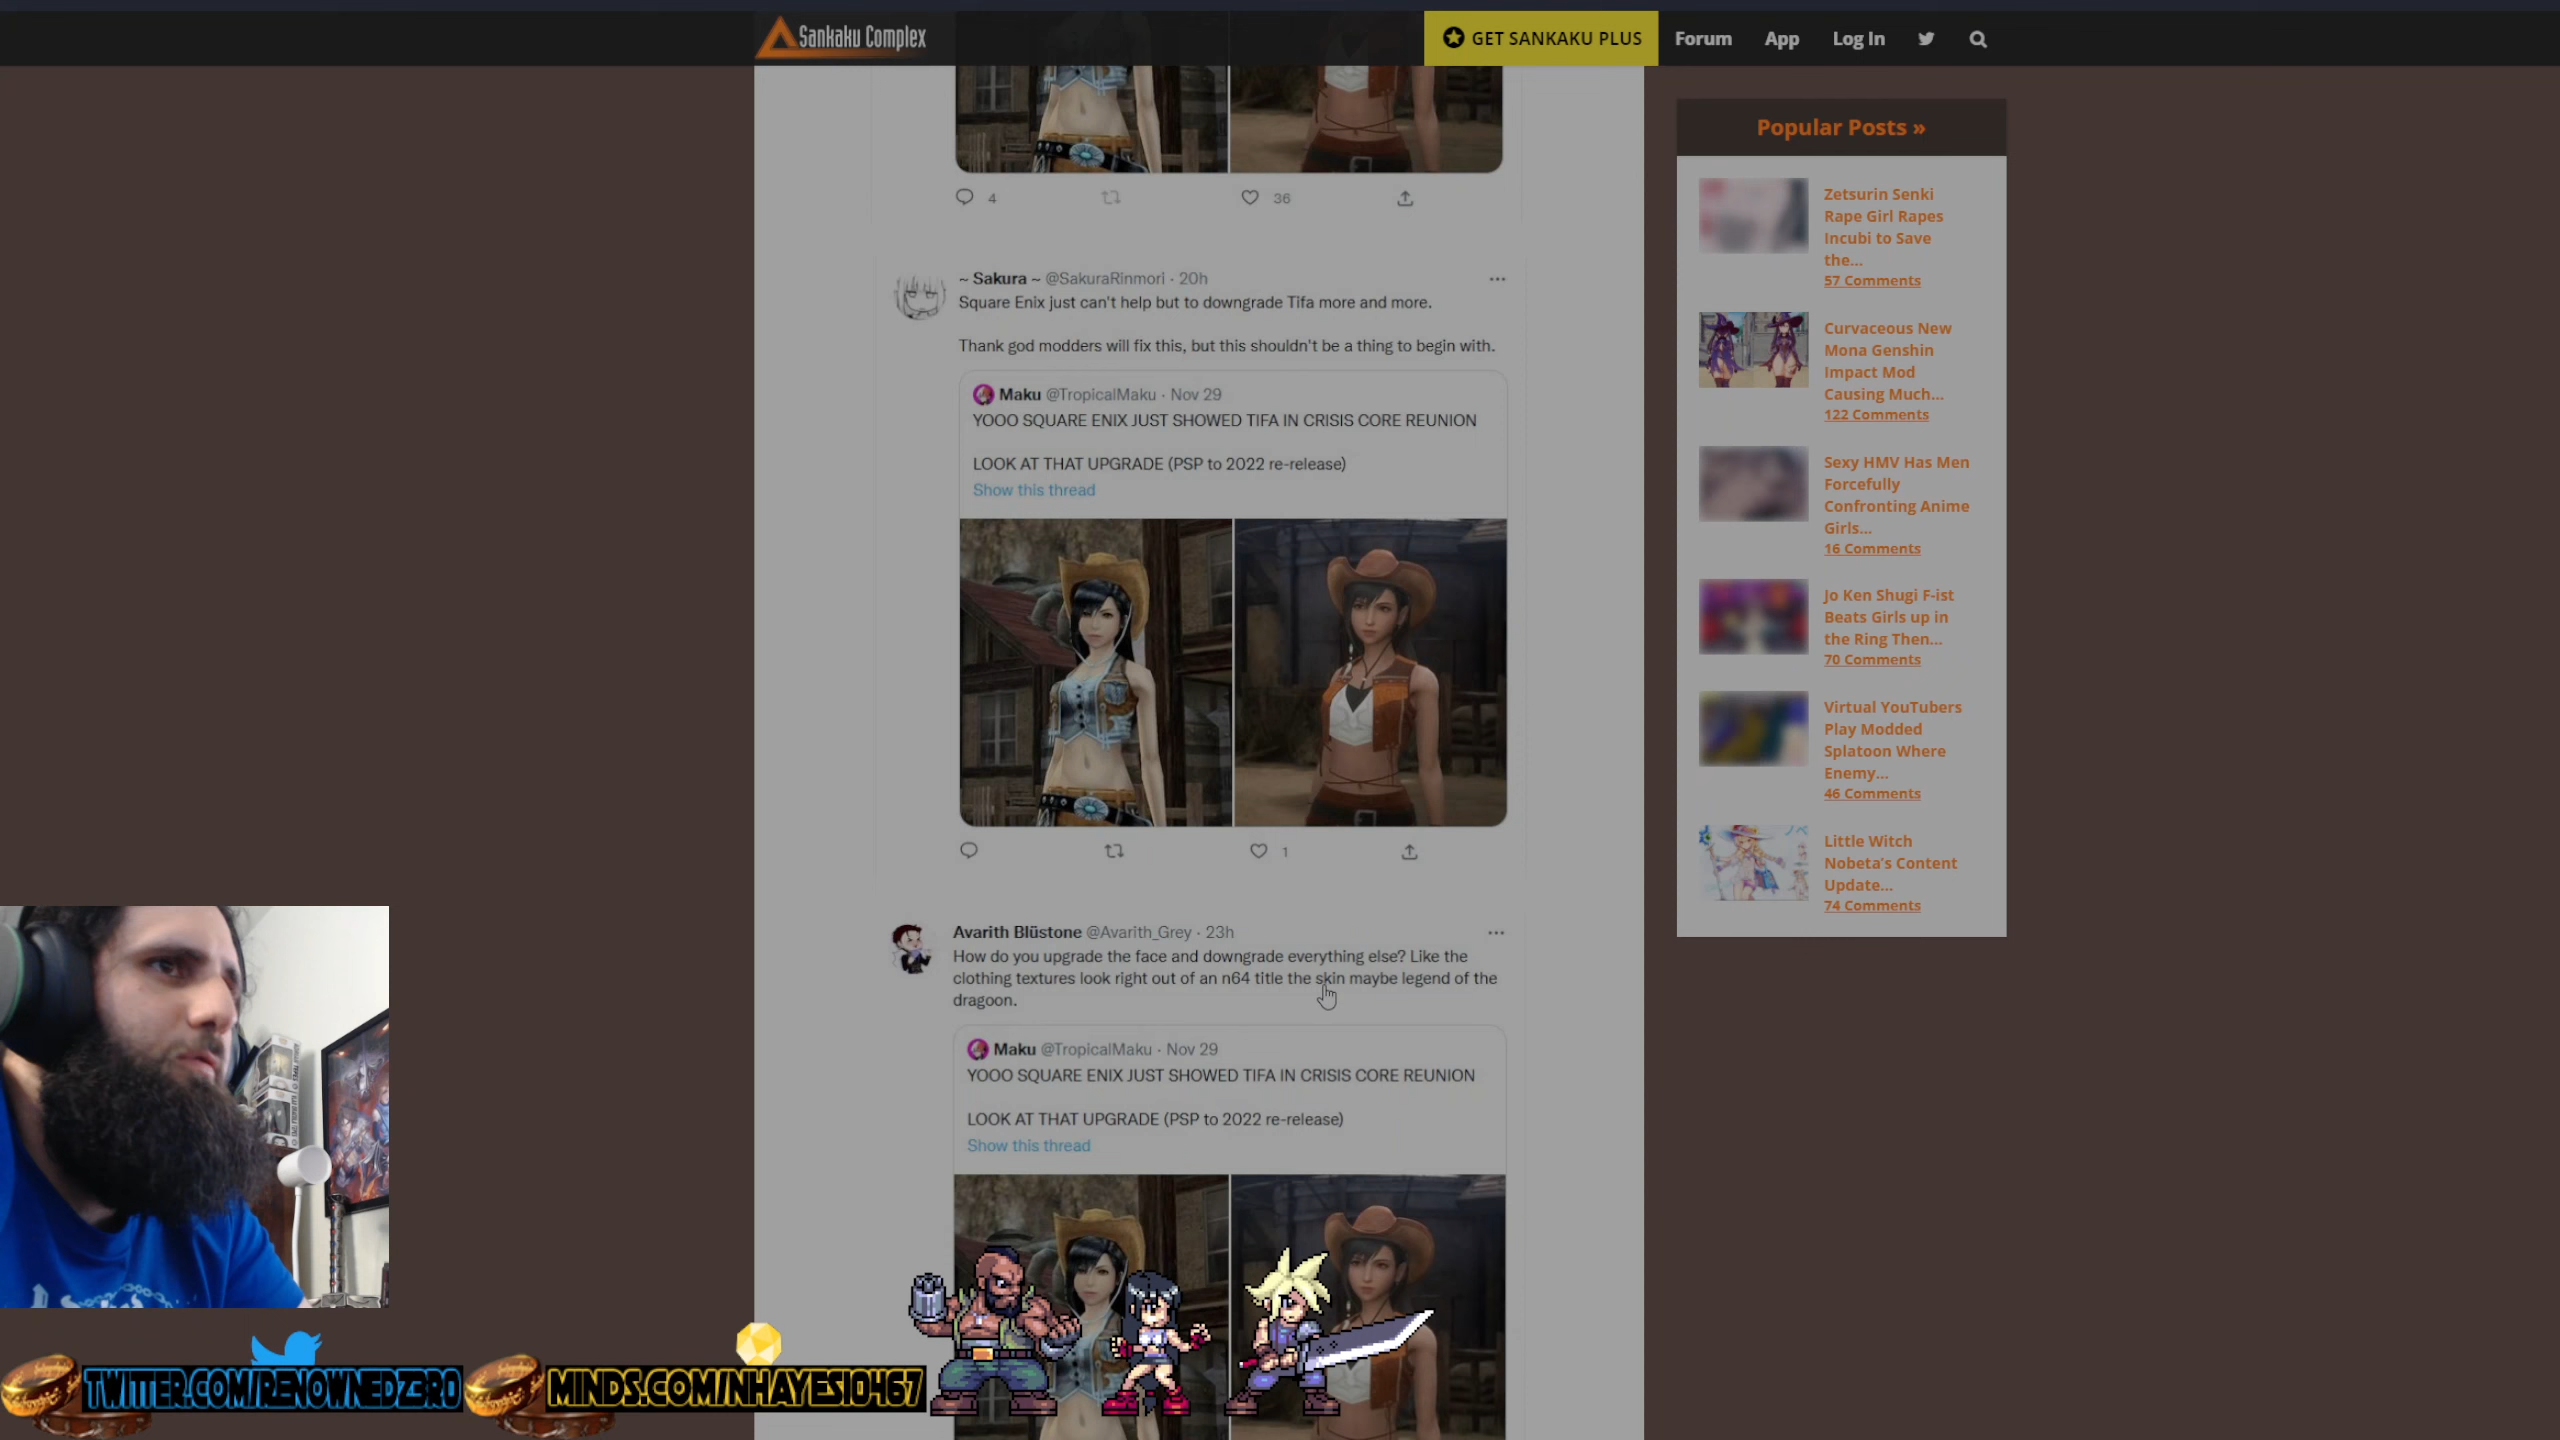 Sankaku Complex
GET SANKAKU PLUS
Forum
App
Log In
4
36
~ Sakura ~ @SakuraRinmori · 20h
Square Enix just can't help but to downgrade Tifa more and more.
Thank god modders will fix this, but this shouldn't be a thing to begin with.
Maku @TropicalMaku · Nov 29
YOOO SQUARE ENIX JUST SHOWED TIFA IN CRISIS CORE REUNION
LOOK AT THAT UPGRADE (PSP to 2022 re-release)
Show this thread
1
Avarith Blüstone @Avarith_Grey · 23h
How do you upgrade the face and downgrade everything else? Like the
clothing textures look right out of an n64 title the skin maybe legend of the
dragoon.
Maku @TropicalMaku · Nov 29
YOOO SQUARE ENIX JUST SHOWED TIFA IN CRISIS CORE REUNION
LOOK AT THAT UPGRADE (PSP to 2022 re-release)
Show this thread
Popular Posts »
Zetsurin Senki
Rape Girl Rapes
Incubi to Save
the...
57 Comments
Curvaceous New
Mona Genshin
Impact Mod
Causing Much...
122 Comments
Sexy HMV Has Men
Forcefully
Confronting Anime
Girls...
16 Comments
Jo Ken Shugi F-ist
Beats Girls up in
the Ring Then...
70 Comments
Virtual YouTubers
Play Modded
Splatoon Where
Enemy...
46 Comments
Little Witch
Nobeta's Content
Update...
74 Comments
TWITTER.COM/RENOWNEDZ3R0
MINDS.COM/NHAYES10467